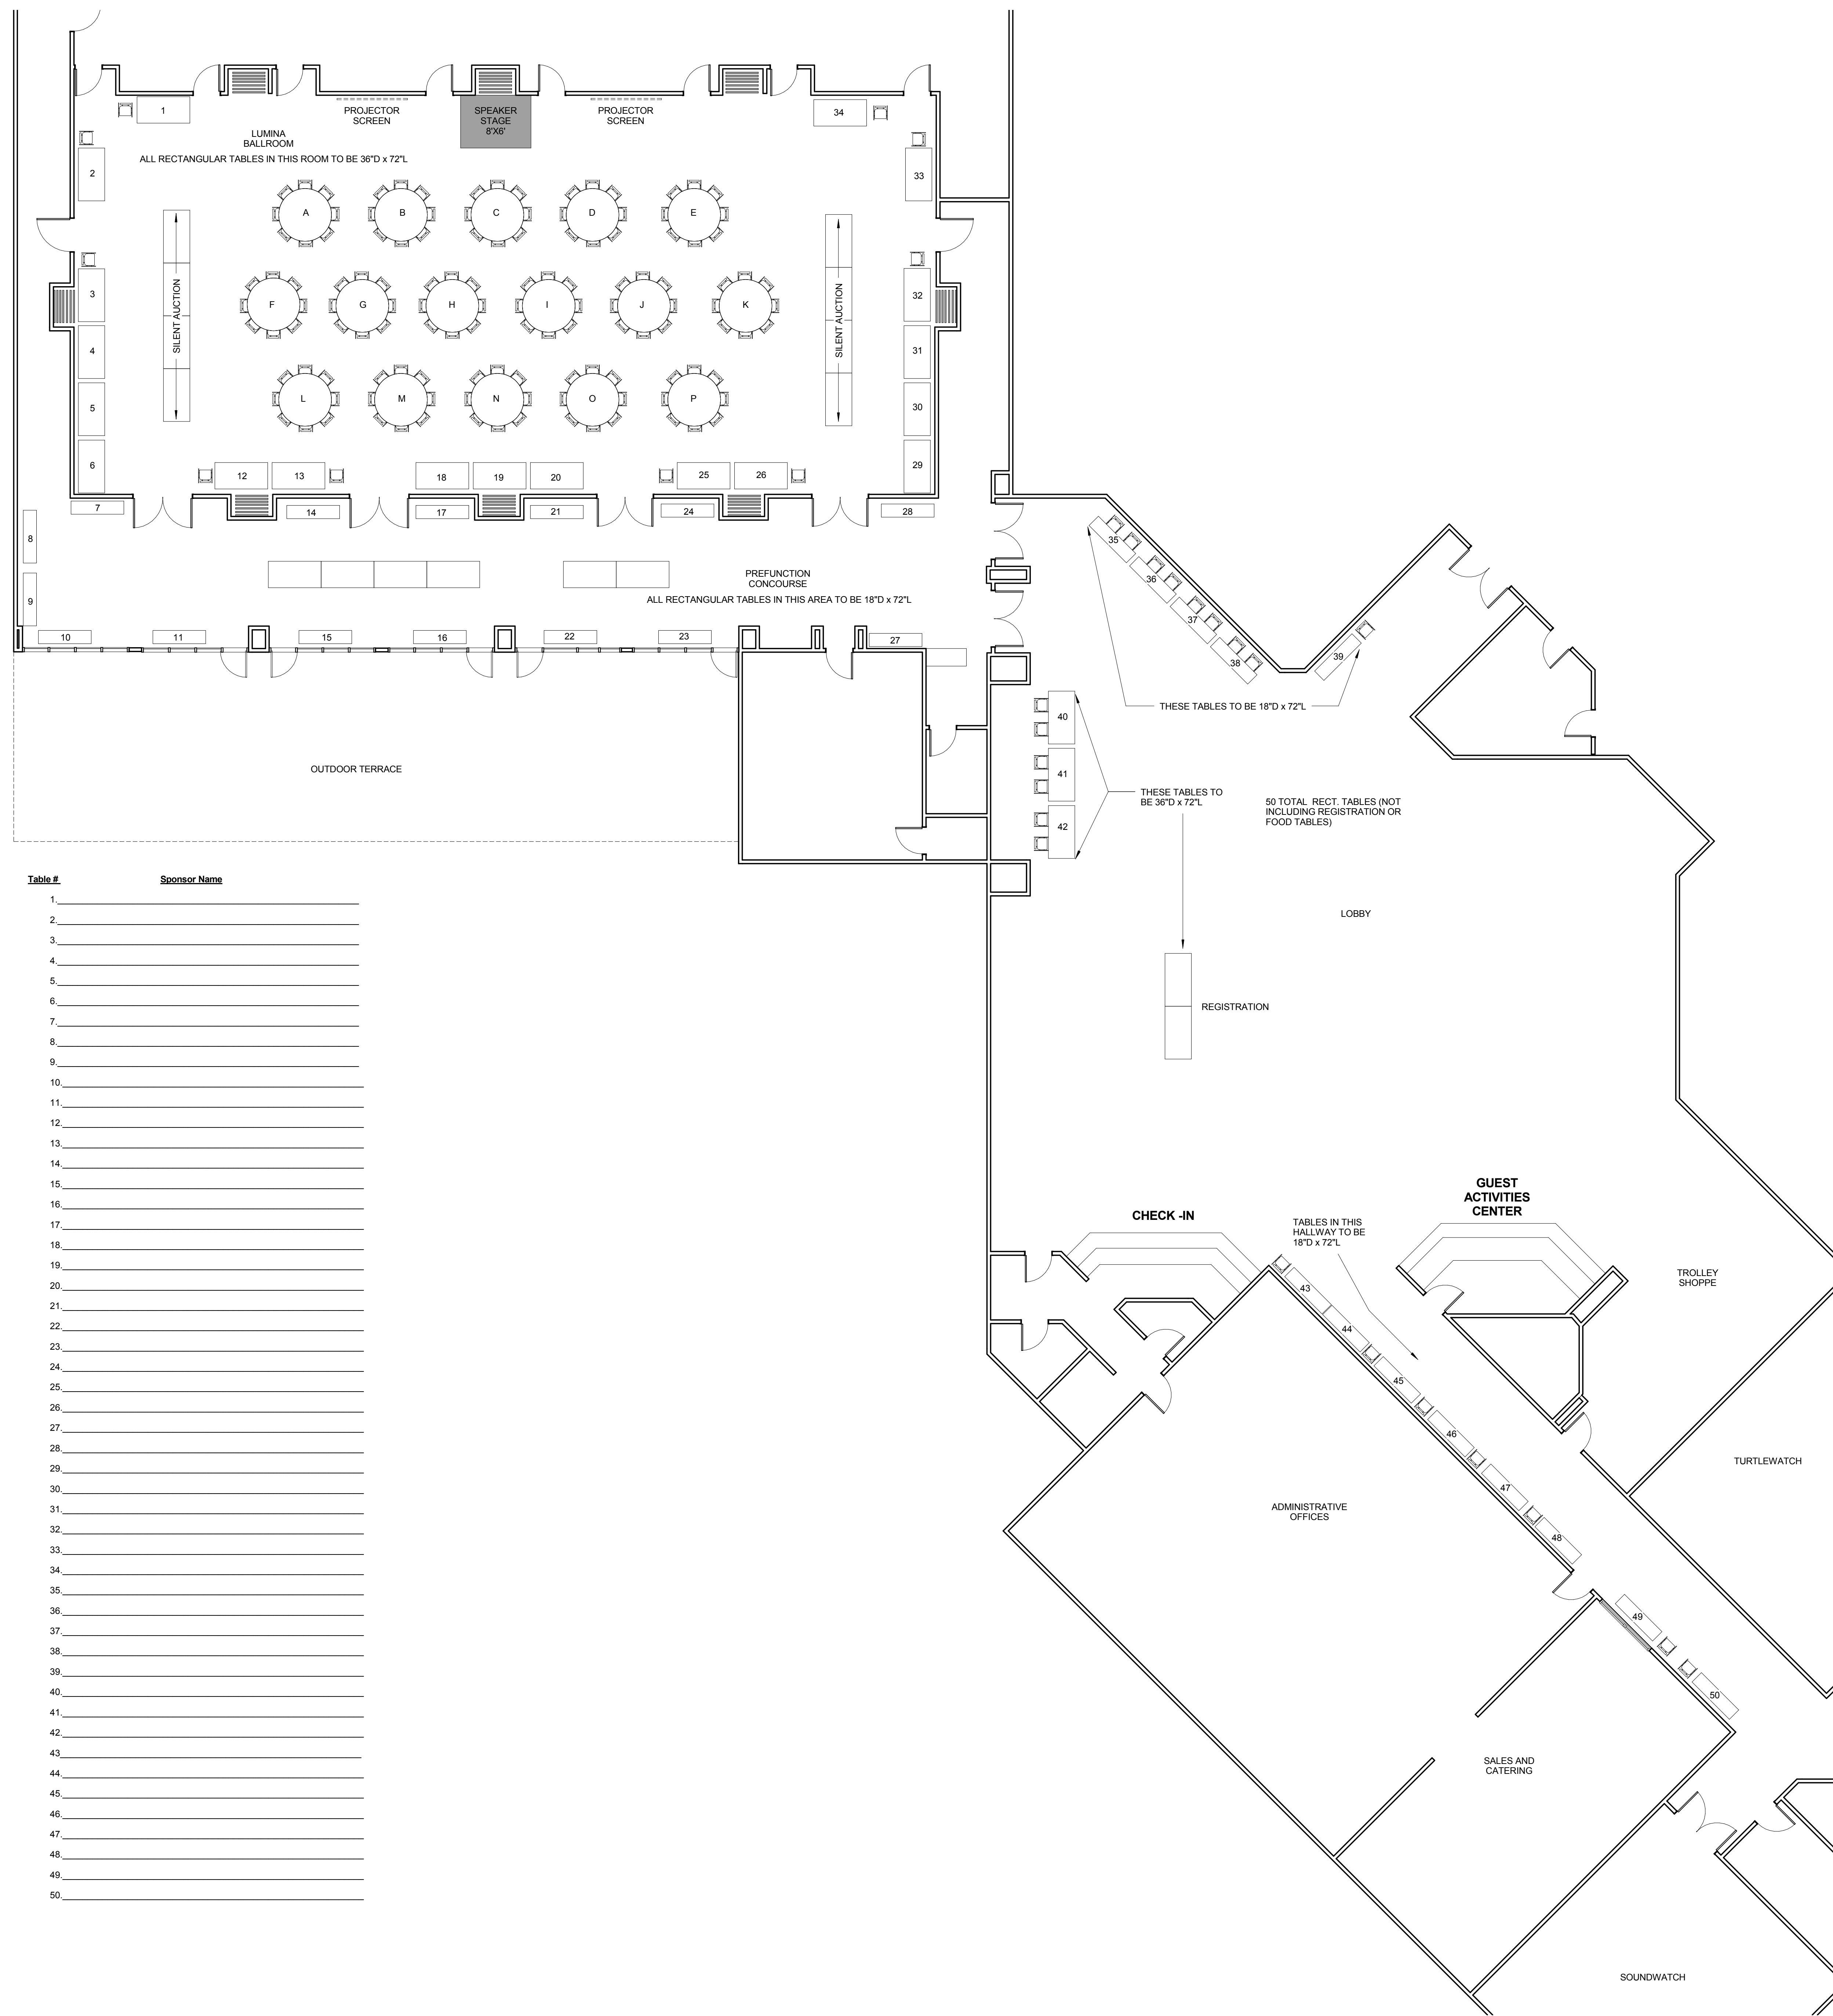 1
PROJECTOR
SCREEN
SPEAKER
STAGE
8'X6'
PROJECTOR
SCREEN
34
LUMINA
BALLROOM
ALL RECTANGULAR TABLES IN THIS ROOM TO BE 36"D x 72"L
2
33
A
B
C
D
E
3
SILENT AUCTION
F
G
H
I
J
K
SILENT AUCTION
32
4
31
5
L
M
N
O
P
30
6
12
13
18
19
20
25
26
29
7
14
17
21
24
28
8
35
PREFUNCTION
CONCOURSE
ALL RECTANGULAR TABLES IN THIS AREA TO BE 18"D x 72"L
36
9
37
10
11
15
16
22
23
27
38
39
THESE TABLES TO BE 18"D x 72"L
40
OUTDOOR TERRACE
41
THESE TABLES TO
BE 36"D x 72"L
50 TOTAL RECT. TABLES (NOT
INCLUDING REGISTRATION OR
FOOD TABLES)
42
LOBBY
REGISTRATION
CHECK -IN
GUEST
ACTIVITIES
CENTER
TABLES IN THIS
HALLWAY TO BE
18"D x 72"L
TROLLEY
SHOPPE
43
44
45
46
TURTLEWATCH
47
ADMINISTRATIVE
OFFICES
48
49
50
SALES AND
CATERING
SOUNDWATCH
Table # Sponsor Name
1.
2.
3.
4.
5.
6.
7.
8.
9.
10.
11.
12.
13.
14.
15.
16.
17.
18.
19.
20.
21.
22.
23.
24.
25.
26.
27.
28.
29.
30.
31.
32.
33.
34.
35.
36.
37.
38.
39.
40.
41.
42.
43
44.
45.
46.
47.
48.
49.
50.